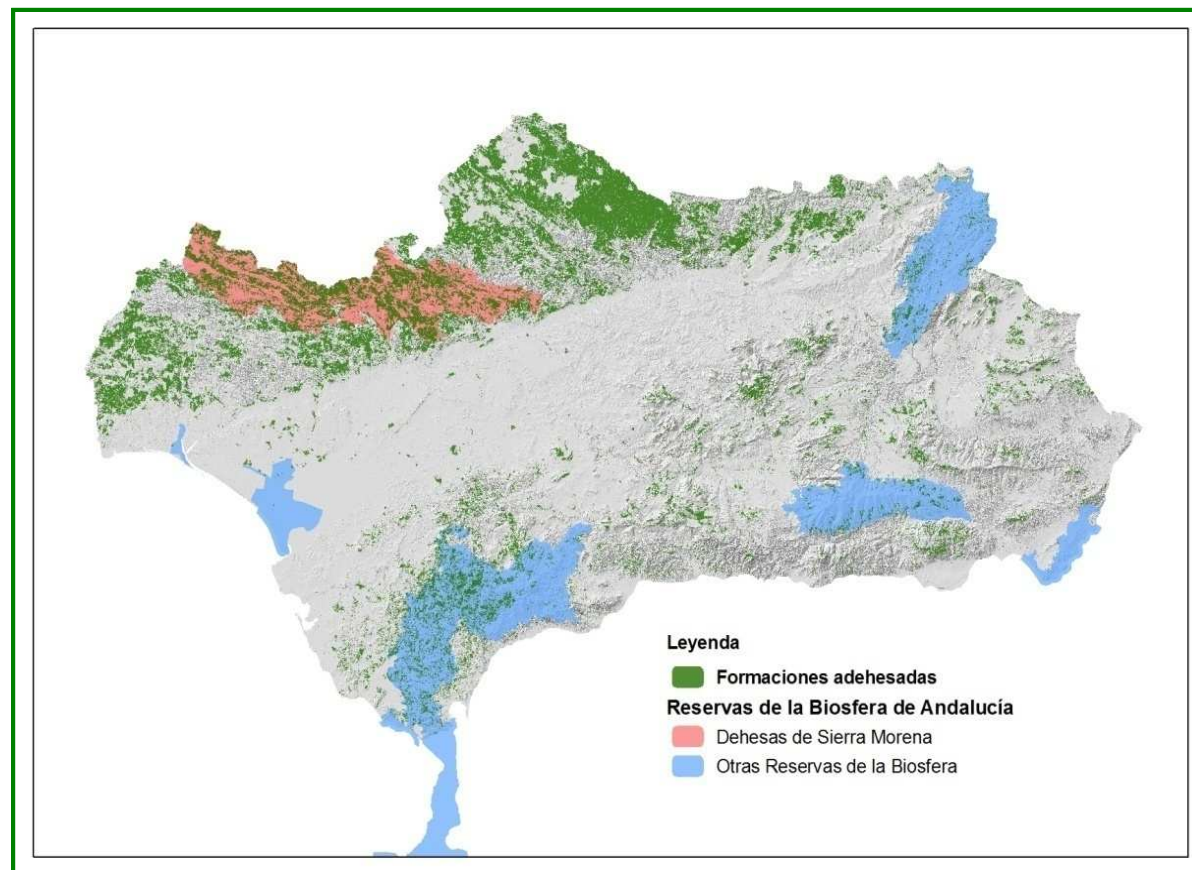 Leyenda
Formaciones adehesadas
Reservas de la Biosfera de Andalucía
Dehesas de Sierra Morena
Otras Reservas de la Biosfera